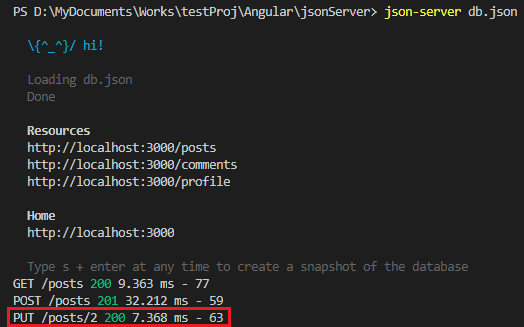 PS D:\MyDocuments\Works\testProj\Angular\jsonServer> json-server db.json
\{^_^}/ hi!
Loading db.json
Done
Resources
http://localhost:3000/posts
http://localhost:3000/comments
http://localhost:3000/profile
Home
http://localhost:3000
Type s + enter at any time to create a snapshot of the database
GET /posts 200 9.363 ms - 77
POST /posts 201 32.212 ms - 59
PUT /posts/2 200 7.368 ms - 63